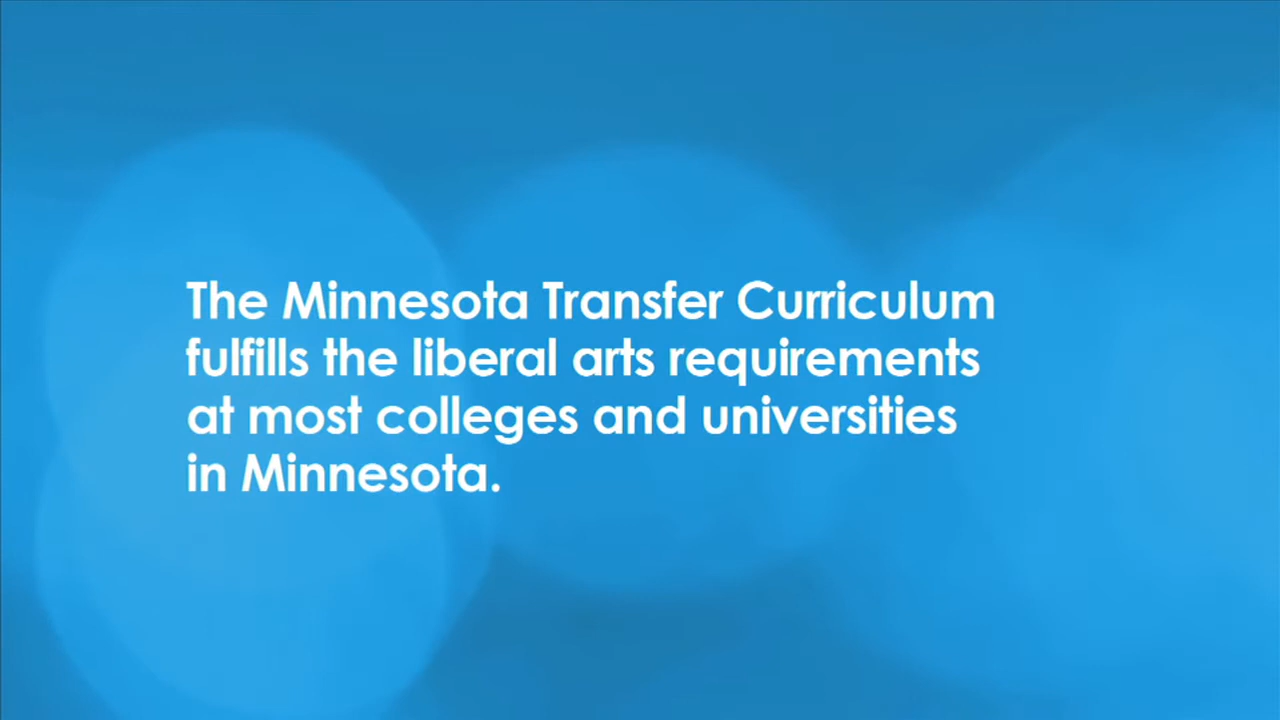 The Minnesota Transfer Curriculum
fulfills the liberal arts requirements
at most colleges and universities
in Minnesota.